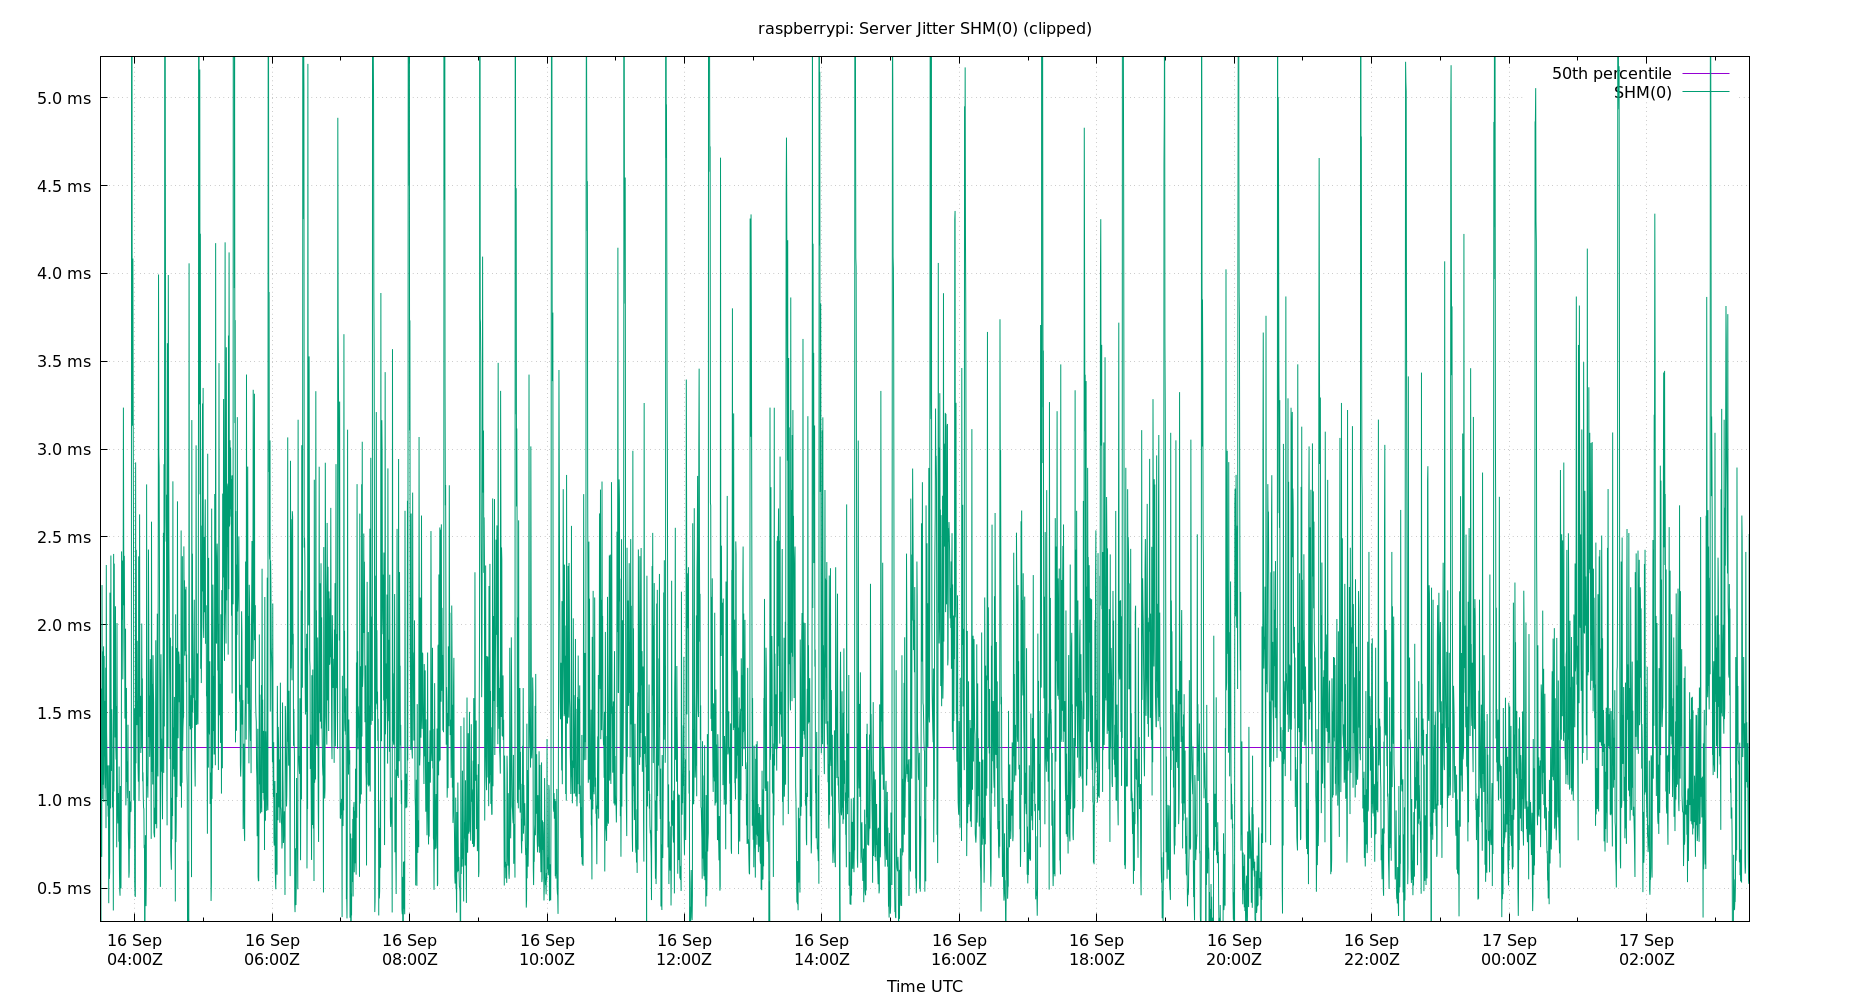 raspberrypi: Server Jitter SHM(0) (clipped)
50th percentile
SHM(0)
5.0 ms
4.5 ms
4.0 ms
3.5 ms
3.0 ms
2.5 ms
2.0 ms
1.5 ms
1.0 ms
0.5 ms
16 Sep 16 Sep 16 Sep 16 Sep 16 Sep 16 Sep 16 Sep 16 Sep 16 Sep 16 Sep 17 Sep 17 Sep
04:00Z 06:00Z 08:00Z 10:00Z 12:00Z 14:00Z 16:00Z 18:00Z 20:00Z 22:00Z 00:00Z 02:00Z
Time UTC